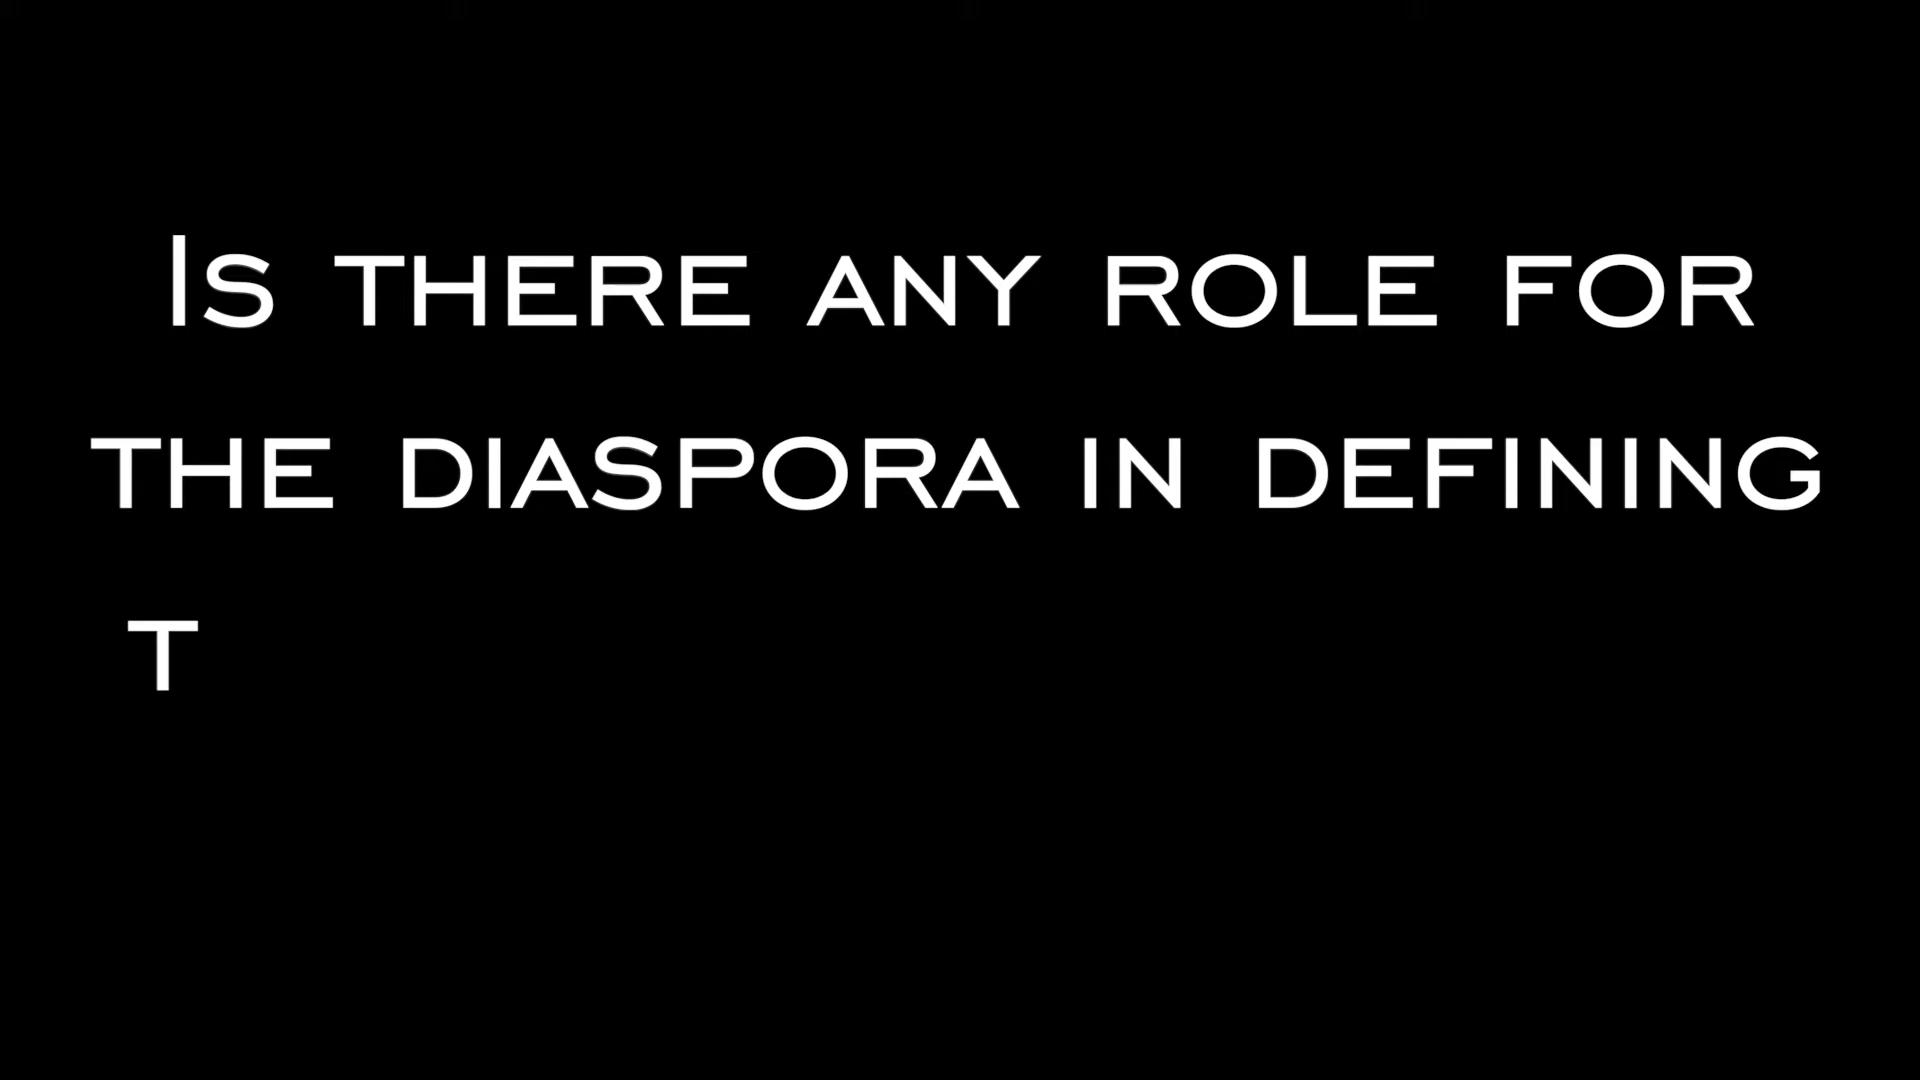 Is there any role for
the diaspora in defining
t